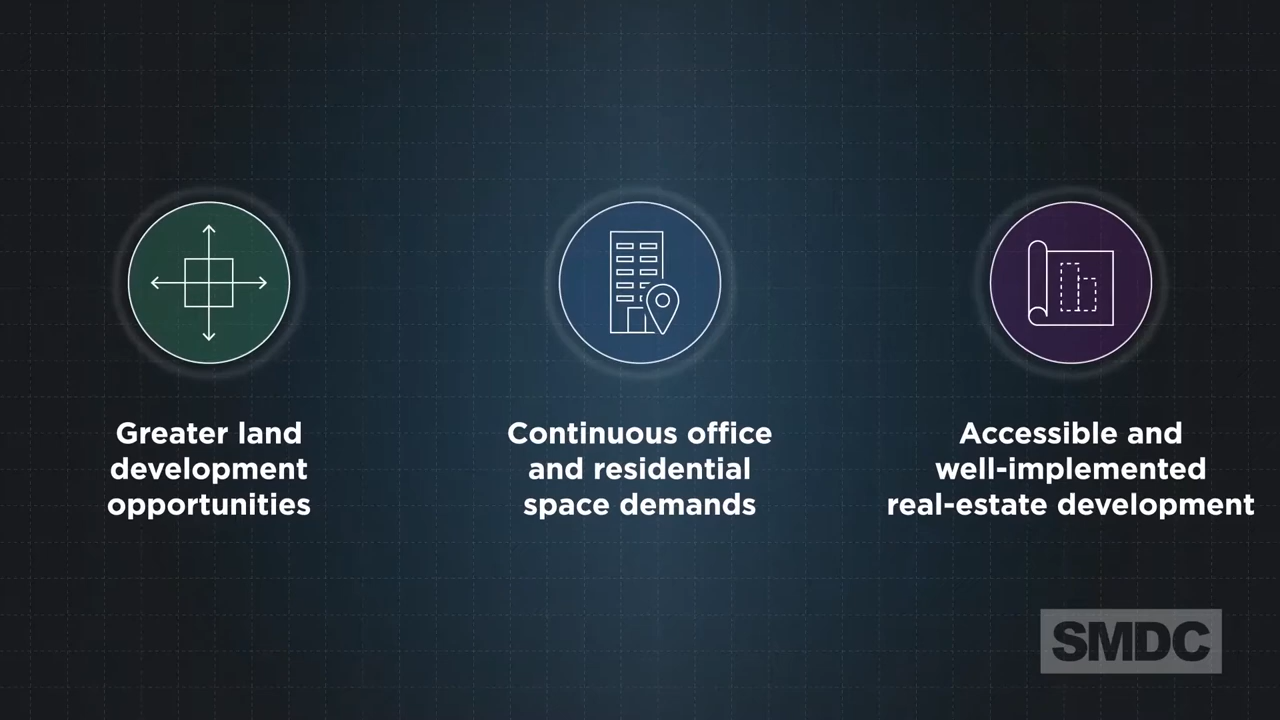 Greater land
development
opportunities
Continuous office
and residential
space demands
Accessible and
well-implemented
real-estate development
SMDC